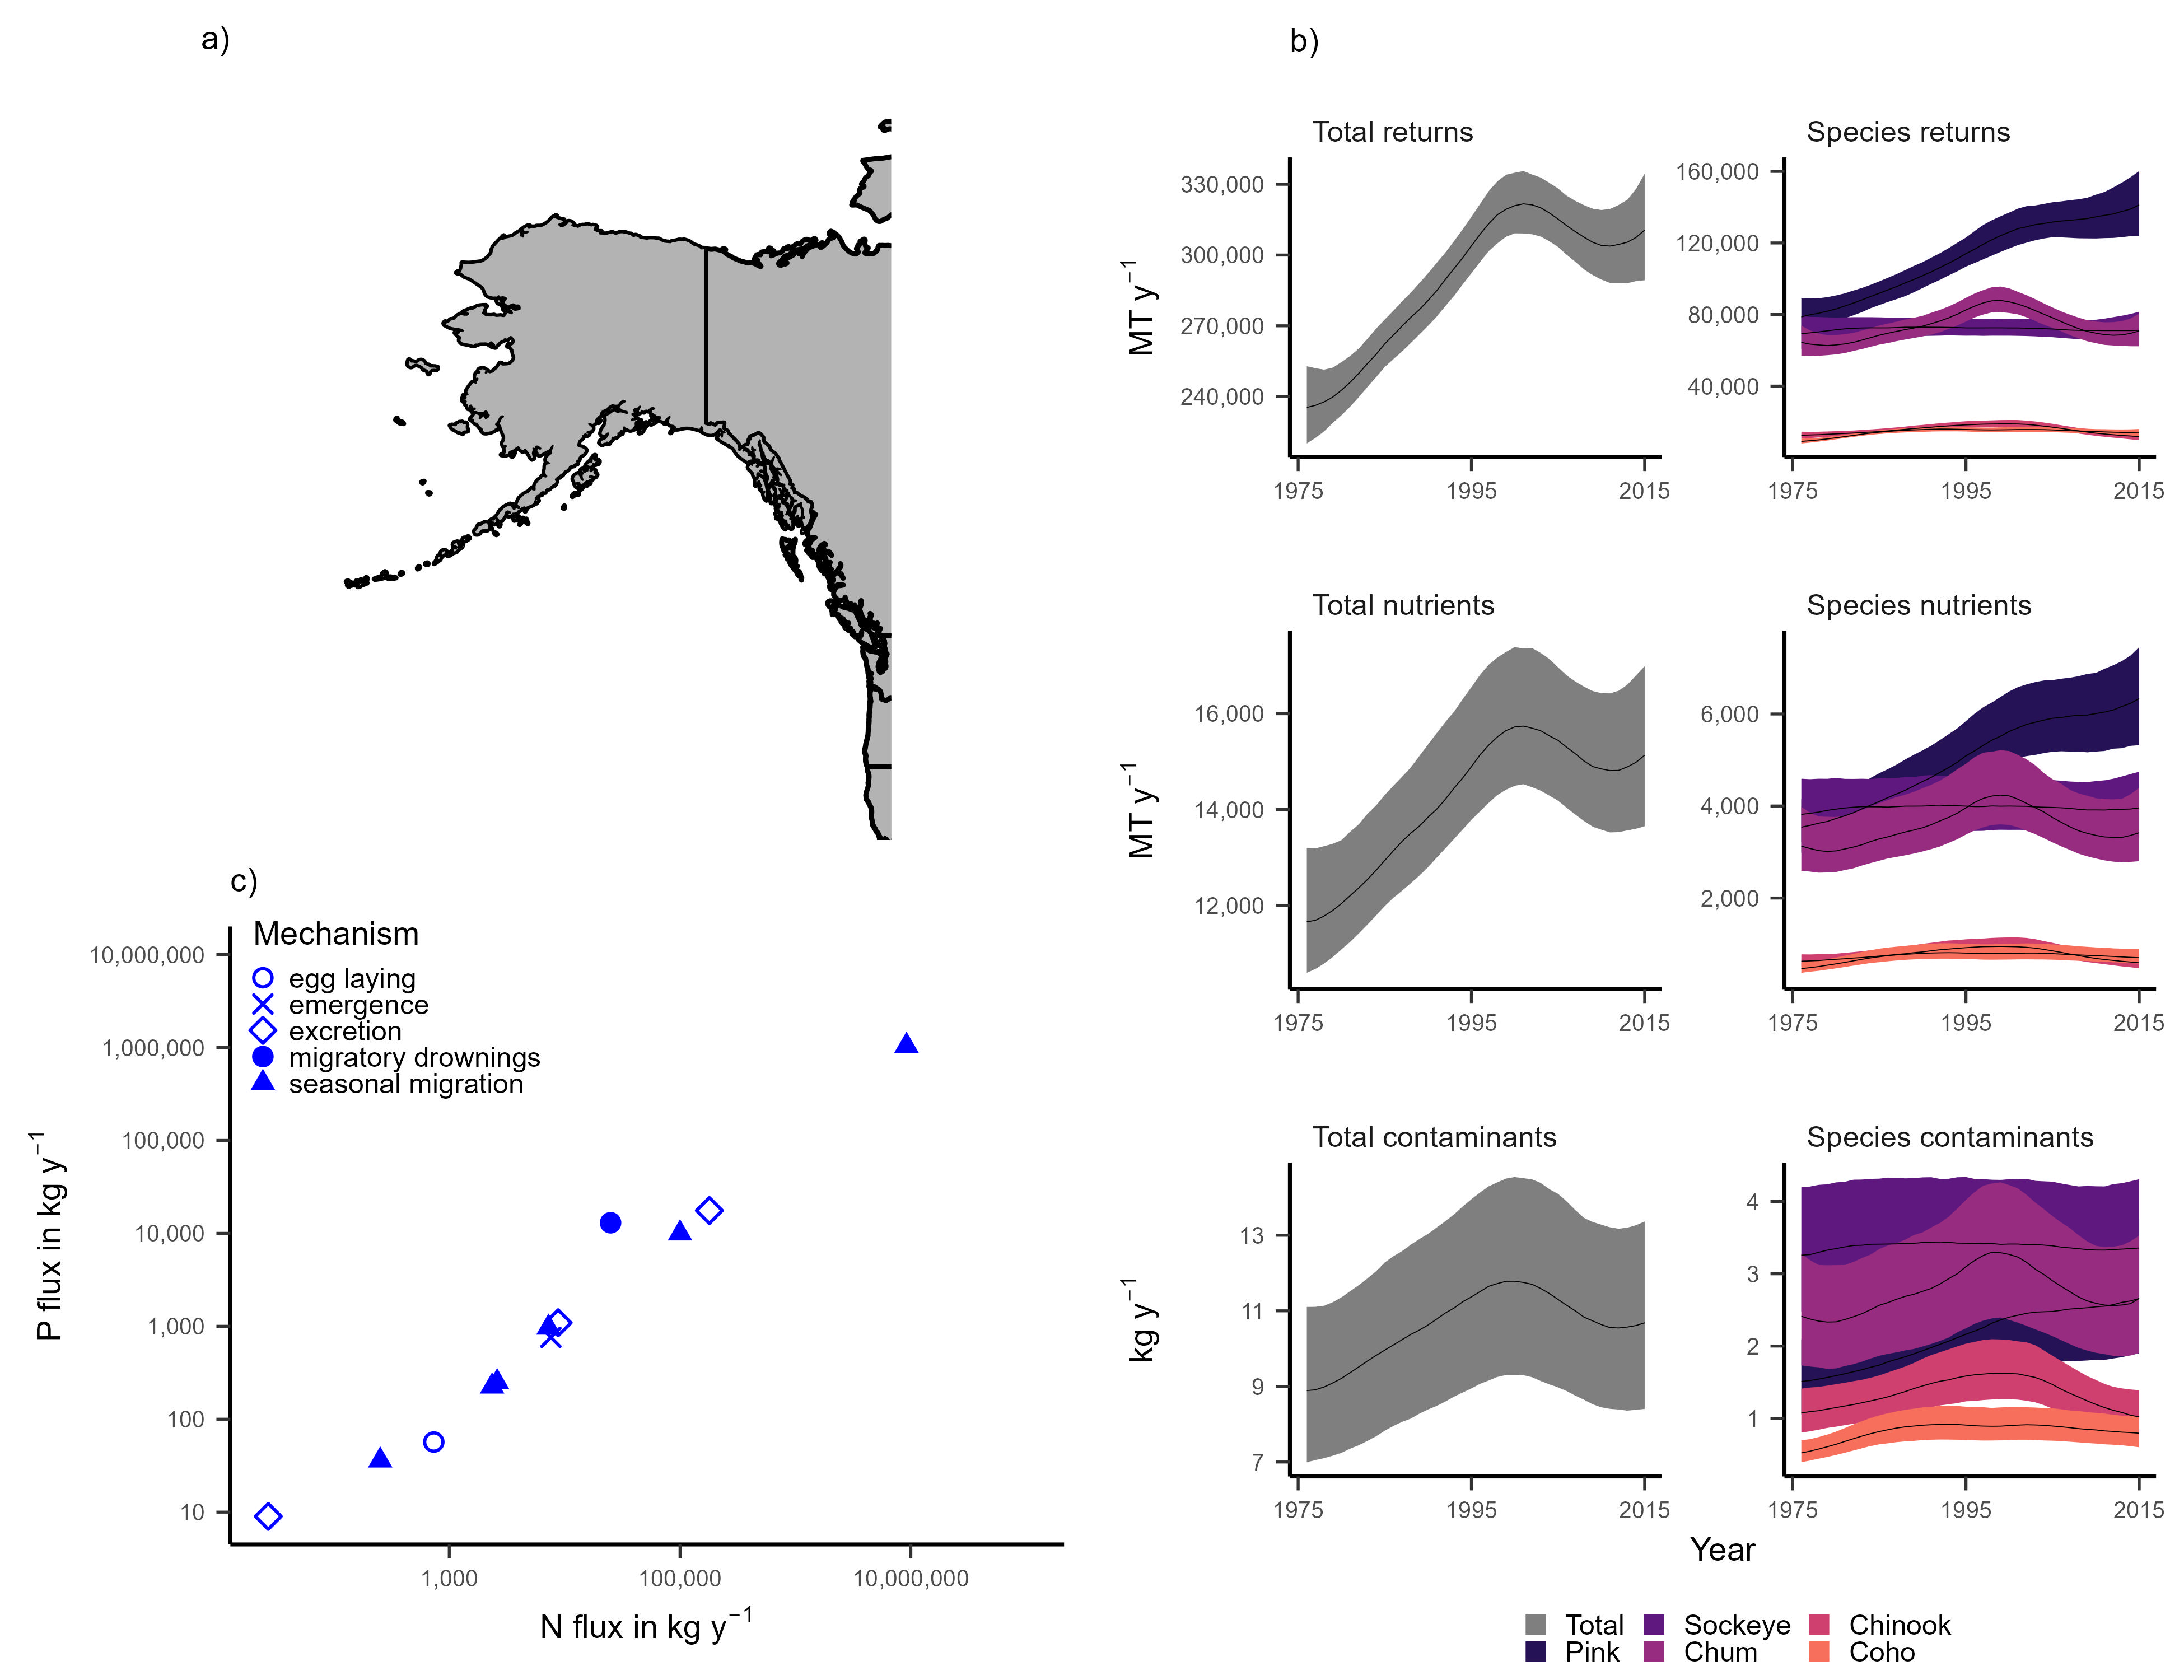 a)
b)
Total returns
Species returns
330,000
300,000
270,000
240,000
MT y⁻¹
1975
1995
2015
160,000
120,000
80,000
40,000
1975
1995
2015
Total nutrients
Species nutrients
16,000
14,000
12,000
MT y⁻¹
1975
1995
2015
6,000
4,000
2,000
1975
1995
2015
Total contaminants
Species contaminants
13
11
9
7
kg y⁻¹
1975
1995
2015
4
3
2
1
1975
1995
2015
Year
Total
Sockeye
Chinook
Pink
Chum
Coho
c)
Mechanism
egg laying
emergence
excretion
migratory drownings
seasonal migration
10,000,000
1,000,000
100,000
10,000
1,000
100
10
P flux in kg y⁻¹
1,000
100,000
10,000,000
N flux in kg y⁻¹